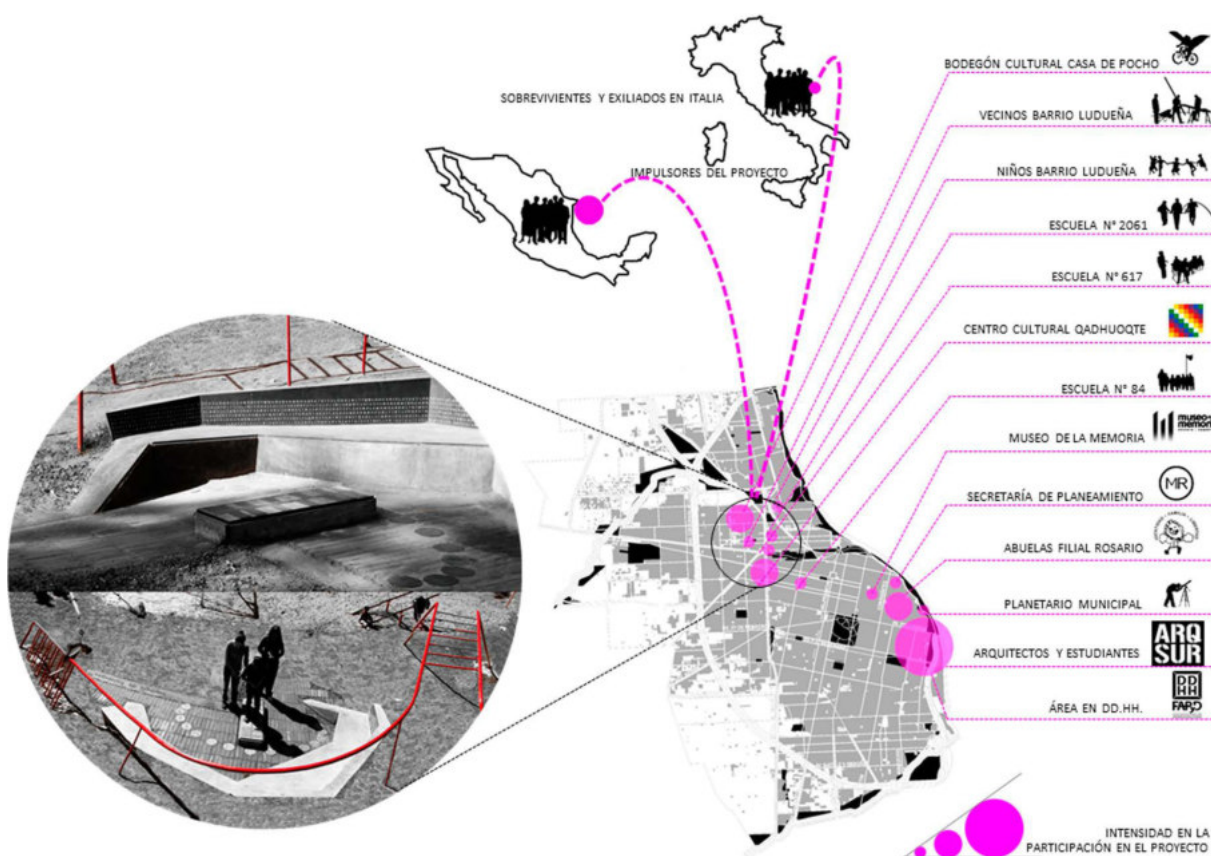 SOBREVIVIENTES Y EXILIADOS EN ITALIA
IMPULSORES DEL PROYECTO
BODEGÓN CULTURAL CASA DE POCHO
VECINOS BARRIO LUDUEÑA
NIÑOS BARRIO LUDUEÑA
ESCUELA N° 2061
ESCUELA N° 617
CENTRO CULTURAL QADHUOQTE
ESCUELA N° 84
MUSEO DE LA MEMORIA
museo
memori
SECRETARÍA DE PLANEAMIENTO
MR
ABUELAS FILIAL ROSARIO
PLANETARIO MUNICIPAL
ARQUITECTOS Y ESTUDIANTES
ARQ
SUR
ÁREA EN DD.HH.
DD
HH
INTENSIDAD EN LA
PARTICIPACIÓN EN EL PROYECTO